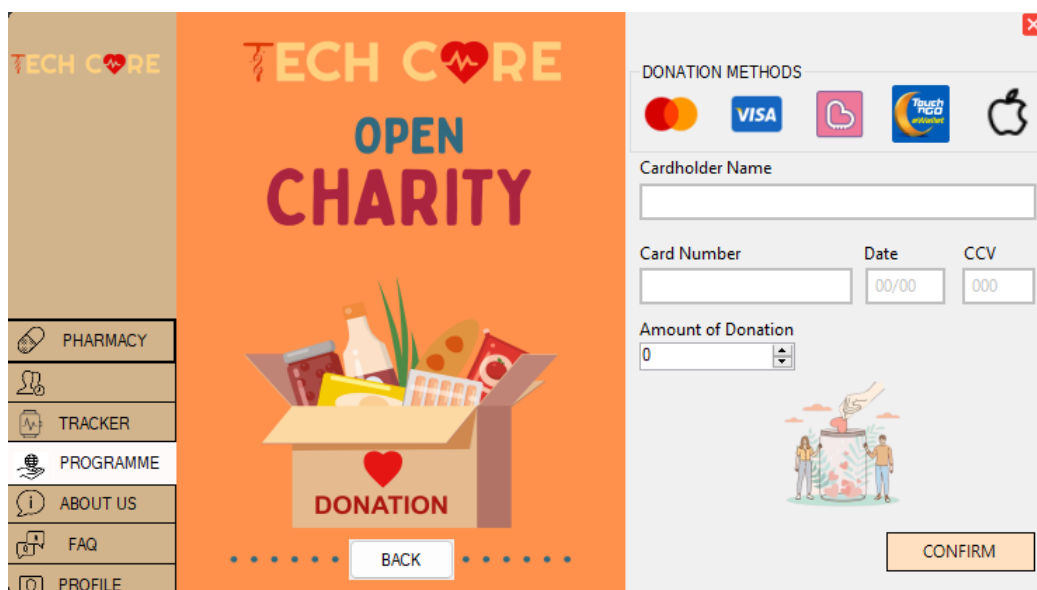 TECH CORE
PHARMACY
TRACKER
PROGRAMME
ABOUT US
FAQ
PROFILE
TECH CORE
OPEN
CHARITY
DONATION
BACK
DONATION METHODS
VISA
Touch
nGO
eWallet
Cardholder Name
Card Number
Date
CCV
00/00
000
Amount of Donation
0
CONFIRM